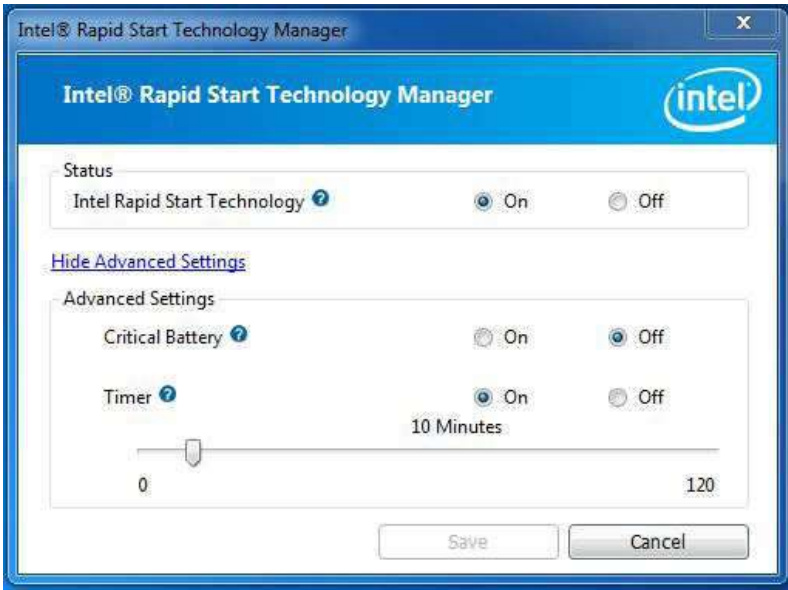 Intel® Rapid Start Technology Manager
x
Intel® Rapid Start Technology Manager
intel
Status
Intel Rapid Start Technology ? On Off
Hide Advanced Settings
Advanced Settings
Critical Battery ? On Off
Timer ? On Off
10 Minutes
0 120
Save Cancel